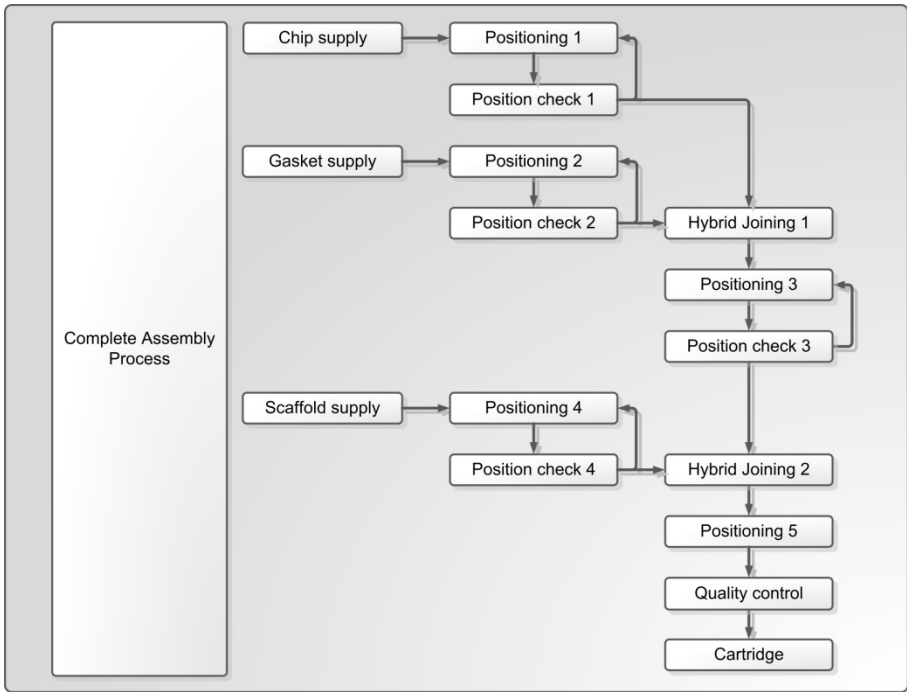 Chip supply
Positioning 1
Position check 1
Gasket supply
Positioning 2
Position check 2
Hybrid Joining 1
Positioning 3
Complete Assembly
Process
Position check 3
Scaffold supply
Positioning 4
Position check 4
Hybrid Joining 2
Positioning 5
Quality control
Cartridge